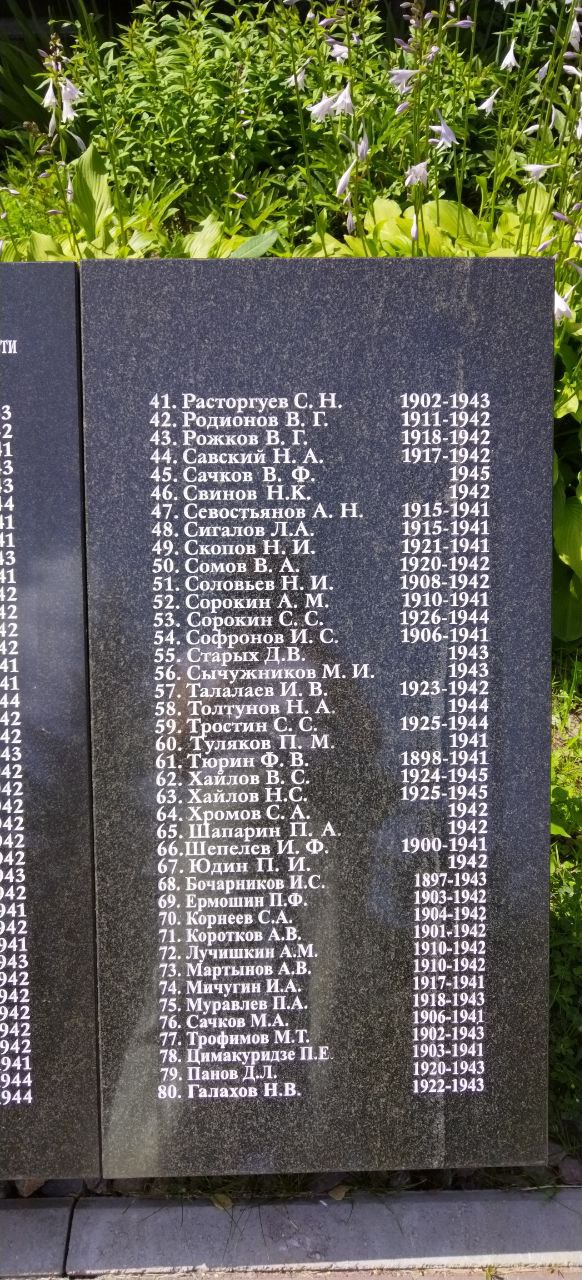 ТИ
41. Расторгуев С. Н. 1902-1943
42. Родионов В. Г. 1911-1942
43. Рожков В. Г. 1918-1942
44. Савский Н. А. 1917-1942
45. Сачков В. Ф. 1945
46. Свинов Н.К. 1942
47. Севостьянов А. Н. 1915-1941
48. Сигалов Л.А. 1915-1941
49. Скопов Н. И. 1921-1941
50. Сомов В. А. 1920-1942
51. Соловьев Н. И. 1908-1942
52. Сорокин А. М. 1910-1941
53. Сорокин С. С. 1926-1944
54. Софронов И. С. 1906-1941
55. Старых Д.В. 1943
56. Сычужников М. И. 1943
57. Талалаев И. В. 1923-1942
58. Толтунов Н. А. 1944
59. Тростин С. С. 1925-1944
60. Туляков П. М. 1941
61. Тюрин Ф. В. 1898-1941
62. Хайлов В. С. 1924-1945
63. Хайлов Н.С. 1925-1945
64. Хромов С. А. 1942
65. Шапарин П. А. 1942
66. Шепелев И. Ф. 1900-1941
67. Юдин П. И. 1942
68. Бочарников И.С. 1897-1943
69. Ермошин П.Ф. 1903-1942
70. Корнеев С.А. 1904-1942
71. Коротков А.В. 1901-1942
72. Лучишкин А.М. 1910-1942
73. Мартынов А.В. 1910-1942
74. Мичугин И.А. 1917-1941
75. Муравлев П.А. 1918-1943
76. Сачков М.А. 1906-1941
77. Трофимов М.Т. 1902-1943
78. Цимакуридзе П.Е 1903-1941
79. Панов Д.Л. 1920-1943
80. Галахов Н.В. 1922-1943